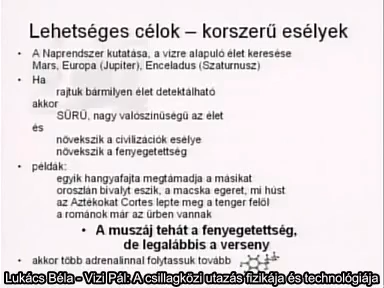 Lehetséges célok – korszerű esélyek
• A Naprendszer kutatása, a vizre alapuló élet keresése
Mars, Europa (Jupiter), Enceladus (Szaturnusz)
• Ha
rajtuk bármilyen élet detektálható
akkor
SŰRŰ, nagy valószinűségű az élet
és
növekszik a civilizációk esélye
növekszik a fenyegetettség
• példák:
egyik hangyafajta megtámadja a másikat
oroszlán bivalyt eszik, a macska egeret, mi húst
az Aztékokat Cortes lepte meg a tenger felől
a románok már az űrben vannak
• A muszáj tehát a fenyegetettség,
de legalábbis a verseny
• akkor több adrenalinnal folytassuk tovább
Lukács Béla - Vizi Pál: A csillagközi utazás fizikája és technológiája